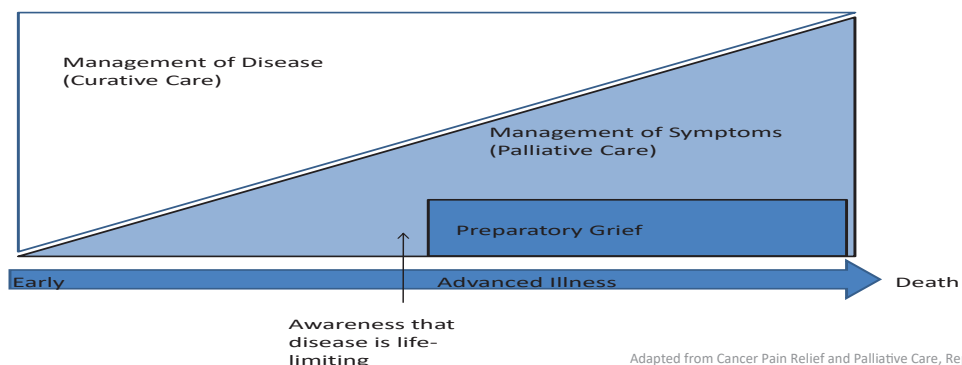 Management of Disease
(Curative Care)
Management of Symptoms
(Palliative Care)
Preparatory Grief
Early
Advanced Illness
Death
Awareness that
disease is life-
limiting
Adapted from Cancer Pain Relief and Palliative Care,